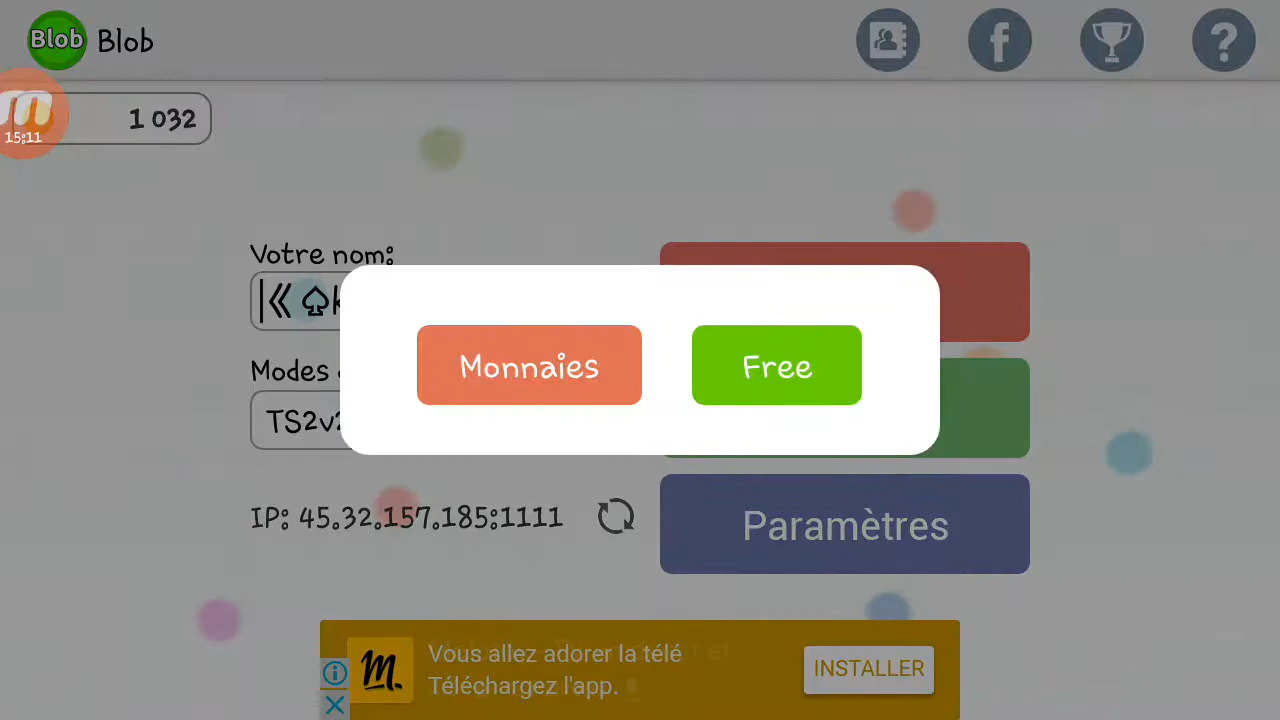 Blob Blob
1 032
15:11
Votre nom:
|《 ♠
Monnaies
Free
Modes
TS2v
IP: 45.32.157.185:1111
Paramètres
Vous allez adorer la télé
Téléchargez l'app.
INSTALLER